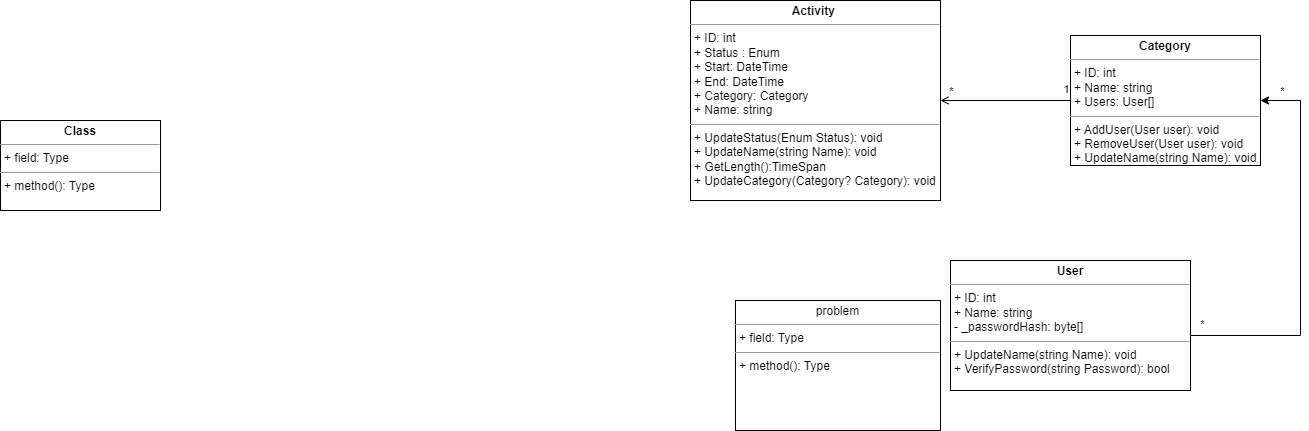 Activity
+ ID: int
+ Status : Enum
+ Start: DateTime
+ End: DateTime
+ Category: Category
+ Name: string
+ UpdateStatus(Enum Status): void
+ UpdateName(string Name): void
+ GetLength():TimeSpan
+ UpdateCategory(Category? Category): void
*
1
Category
+ ID: int
+ Name: string
+ Users: User[]
+ AddUser(User user): void
+ RemoveUser(User user): void
+ UpdateName(string Name): void
*
Class
+ field: Type
+ method(): Type
User
+ ID: int
+ Name: string
- _passwordHash: byte[]
+ UpdateName(string Name): void
+ VerifyPassword(string Password): bool
*
problem
+ field: Type
+ method(): Type